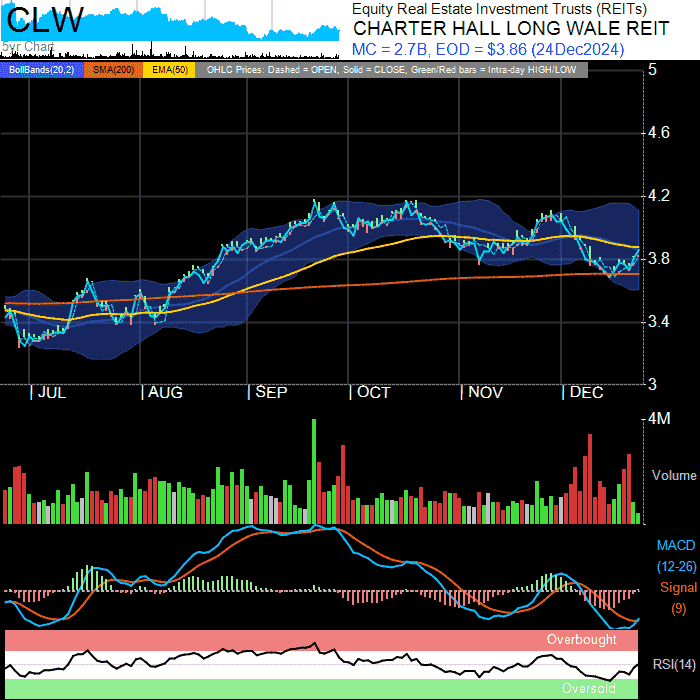 CLW
5yr Chart
Equity Real Estate Investment Trusts (REITs)
CHARTER HALL LONG WALE REIT
MC = 2.7B, EOD = $3.86 (24Dec2024)
BollBands(20,2) SMA(200) EMA(50) OHLC Prices: Dashed = OPEN, Solid = CLOSE, Green/Red bars = Intra-day HIGH/LOW
5
4.6
4.2
3.8
3.4
3
| JUL | AUG | SEP | OCT | NOV | DEC
4M
Volume
MACD
(12-26)
Signal
(9)
Overbought
RSI(14)
Oversold